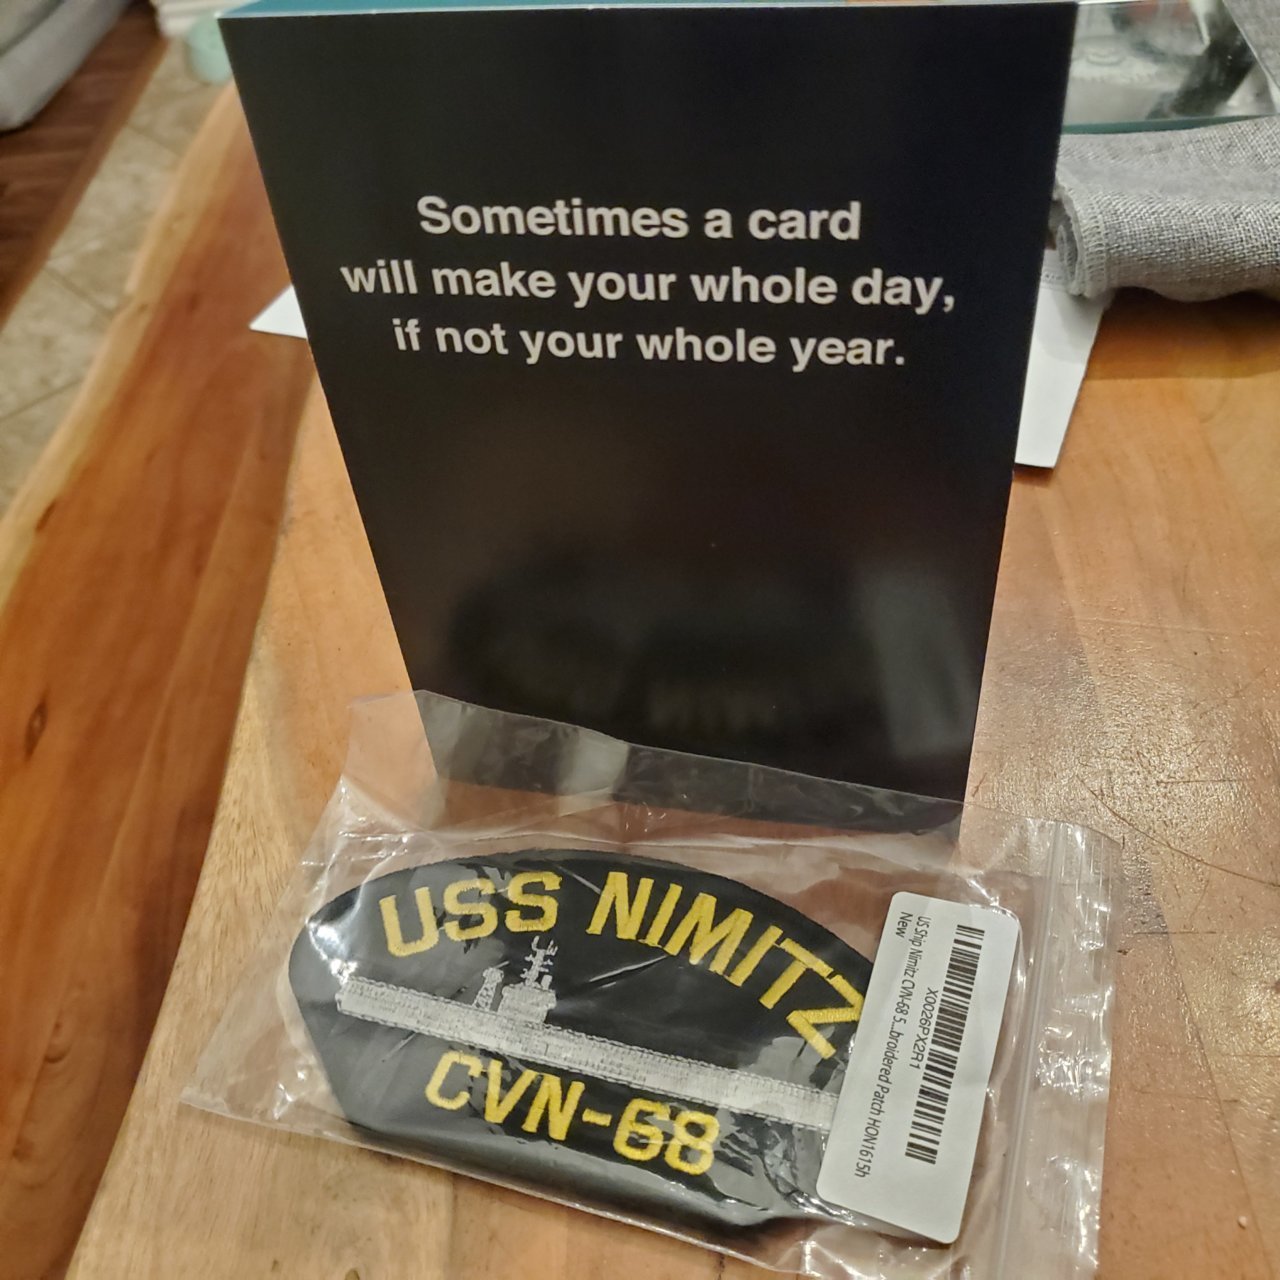 Sometimes a card
will make your whole day,
if not your whole year.
USS NIMITZ
CVN-68
X0026PX2R1
US Ship Nimitz CVN-68 5...broidered Patch HON1615h
New